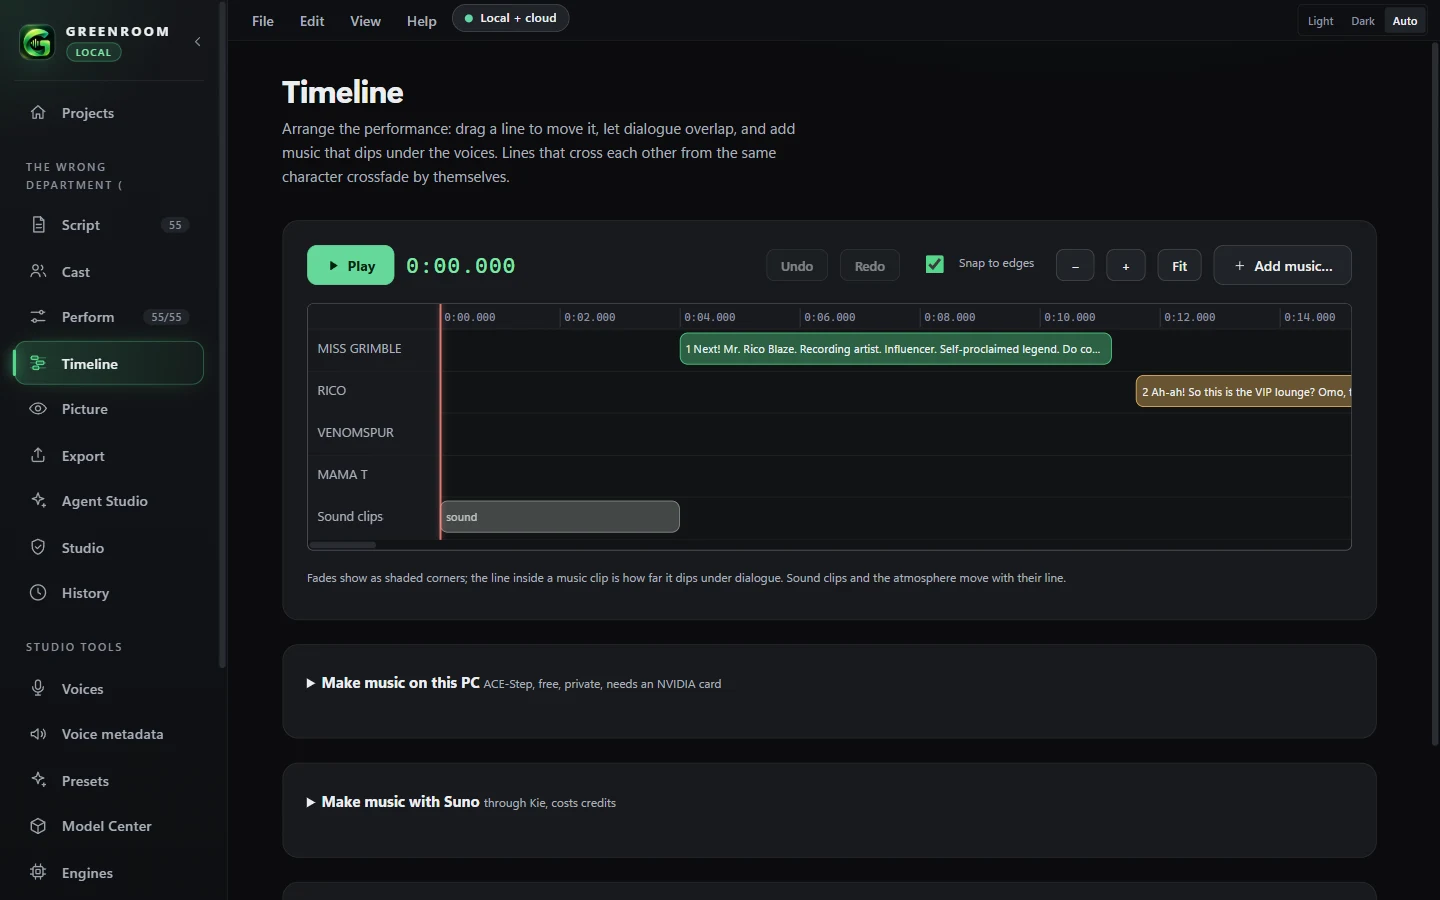 GREENROOM
LOCAL
File Edit View Help Local + cloud Light Dark Auto
Projects
THE WRONG
DEPARTMENT (
Script 55
Cast
Perform 55/55
Timeline
Picture
Export
Agent Studio
Studio
History
STUDIO TOOLS
Voices
Voice metadata
Presets
Model Center
Engines
Timeline
Arrange the performance: drag a line to move it, let dialogue overlap, and add
music that dips under the voices. Lines that cross each other from the same
character crossfade by themselves.
Play 0:00.000 Undo Redo Snap to edges − + Fit + Add music...
0:00.000 0:02.000 0:04.000 0:06.000 0:08.000 0:10.000 0:12.000 0:14.000
MISS GRIMBLE 1 Next! Mr. Rico Blaze. Recording artist. Influencer. Self-proclaimed legend. Do co...
RICO 2 Ah-ah! So this is the VIP lounge? Omo,
VENOMSPUR
MAMA T
Sound clips sound
Fades show as shaded corners; the line inside a music clip is how far it dips under dialogue. Sound clips and the atmosphere move with their line.
Make music on this PC ACE-Step, free, private, needs an NVIDIA card
Make music with Suno through Kie, costs credits